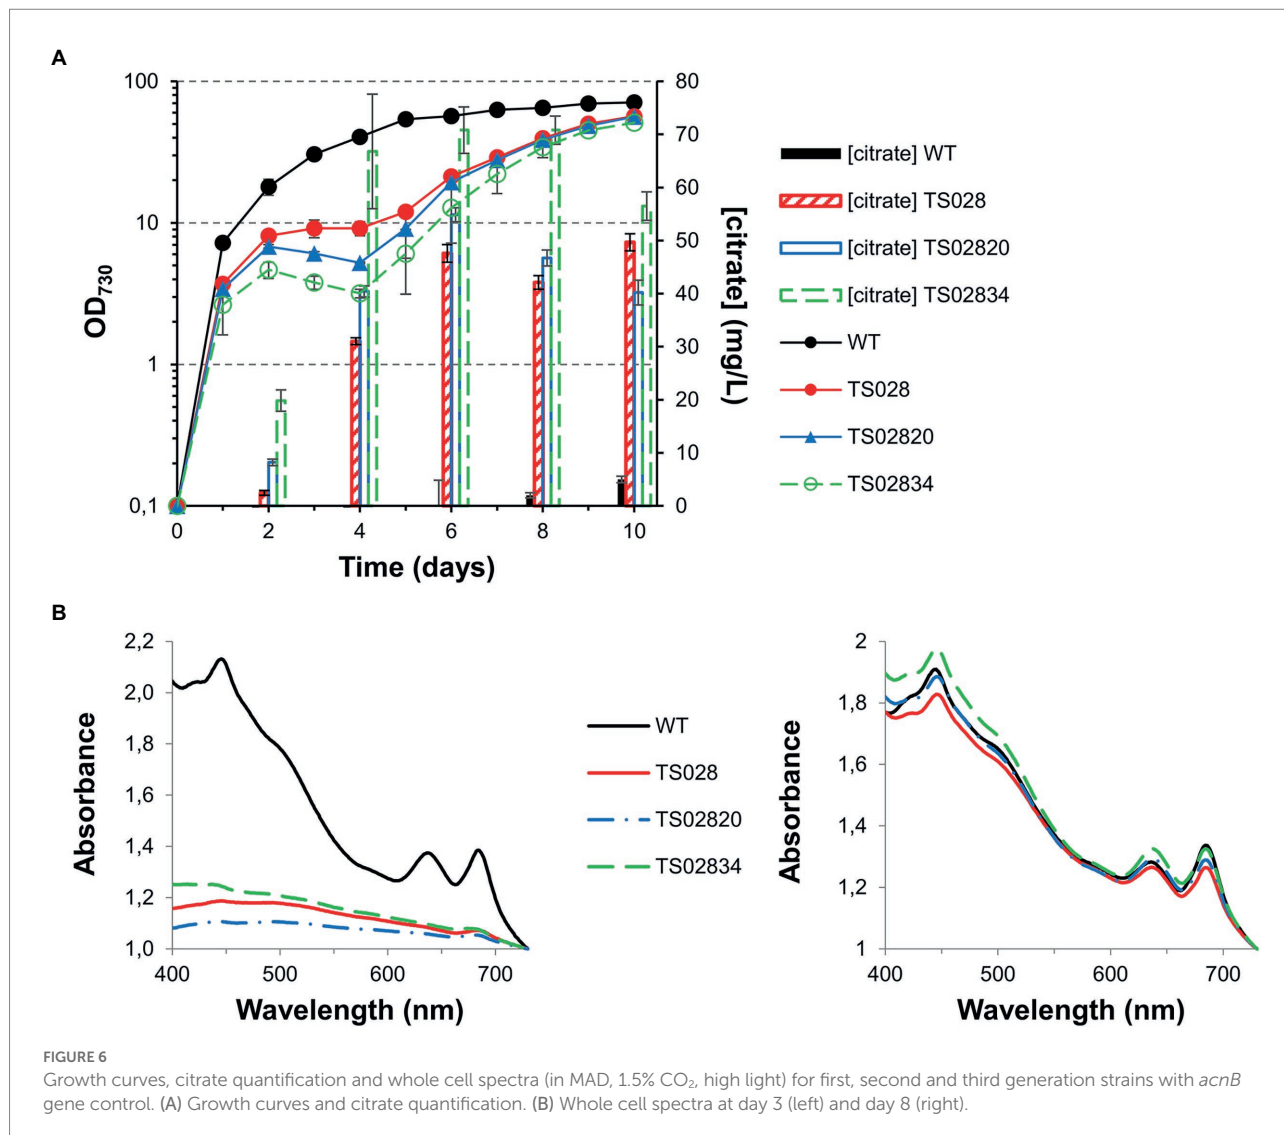 A
100
10
1
0,1
OD730
80
70
60
50
40
30
20
10
0
[citrate] (mg/L)
0 2 4 6 8 10
Time (days)
[citrate] WT
[citrate] TS028
[citrate] TS02820
[citrate] TS02834
WT
TS028
TS02820
TS02834
B
2,2
2,0
1,8
1,6
1,4
1,2
1,0
Absorbance
400 500 600 700
Wavelength (nm)
WT
TS028
TS02820
TS02834
2
1,8
1,6
1,4
1,2
1
Absorbance
400 500 600 700
Wavelength (nm)
FIGURE 6
Growth curves, citrate quantification and whole cell spectra (in MAD, 1.5% CO₂, high light) for first, second and third generation strains with acnB
gene control. (A) Growth curves and citrate quantification. (B) Whole cell spectra at day 3 (left) and day 8 (right).